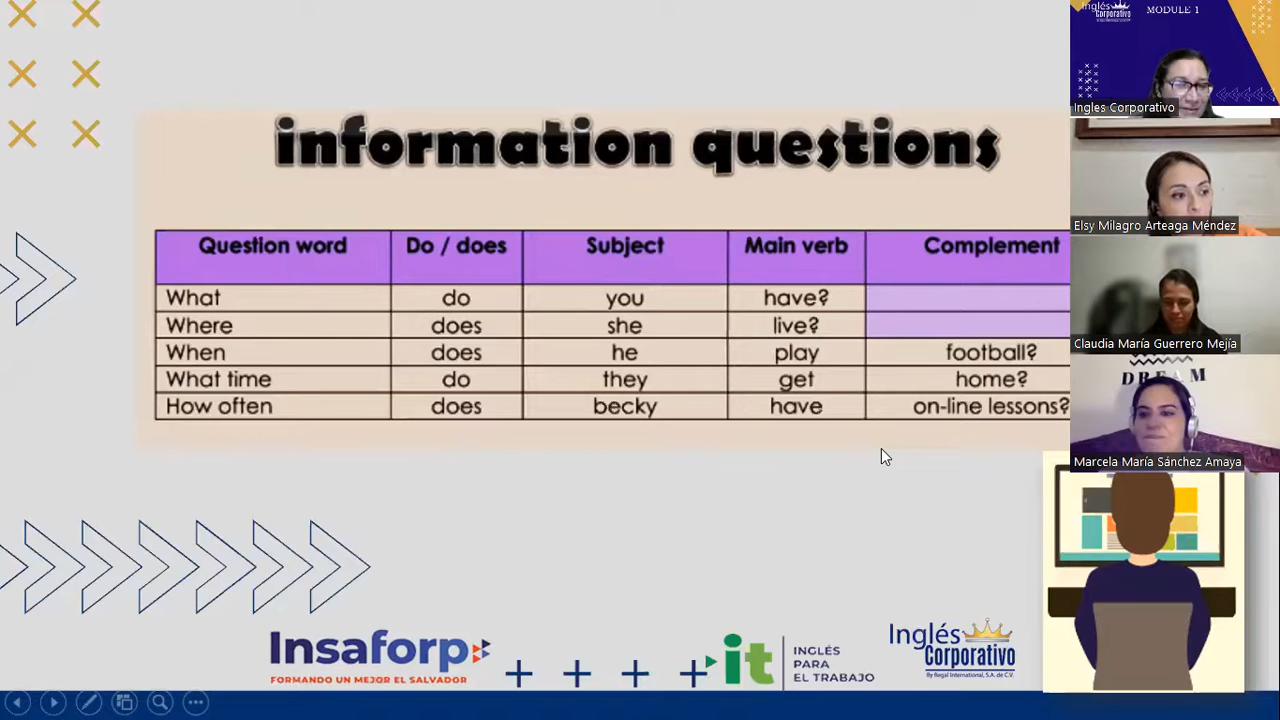 information questions
Question word Do / does Subject Main verb Complement
What do you have?
Where does she live?
When does he play football?
What time do they get home?
How often does becky have on-line lessons?
Insaforp
FORMANDO UN MEJOR EL SALVADOR
it INGLÉS
PARA
EL TRABAJO
Inglés
Corporativo
By Regal International, S.A. de C.V.
Inglés
Corporativo
MODULE 1
Ingles Corporativo
Elsy Milagro Arteaga Méndez
Claudia María Guerrero Mejía
DREAM
Marcela María Sánchez Amaya